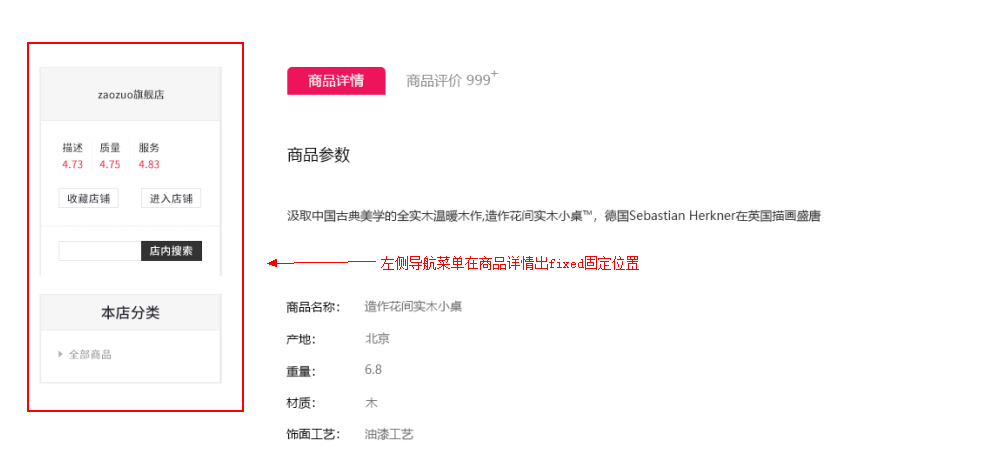 zaozuo旗舰店
描述 质量 服务
4.73 4.75 4.83
收藏店铺 进入店铺
店内搜索
本店分类
全部商品
商品详情 商品评价 999+
商品参数
汲取中国古典美学的全实木温暖木作,造作花间实木小桌™，德国Sebastian Herkner在英国描画盛唐
左侧导航菜单在商品详情出fixed固定位置
商品名称： 造作花间实木小桌
产地： 北京
重量： 6.8
材质： 木
饰面工艺： 油漆工艺